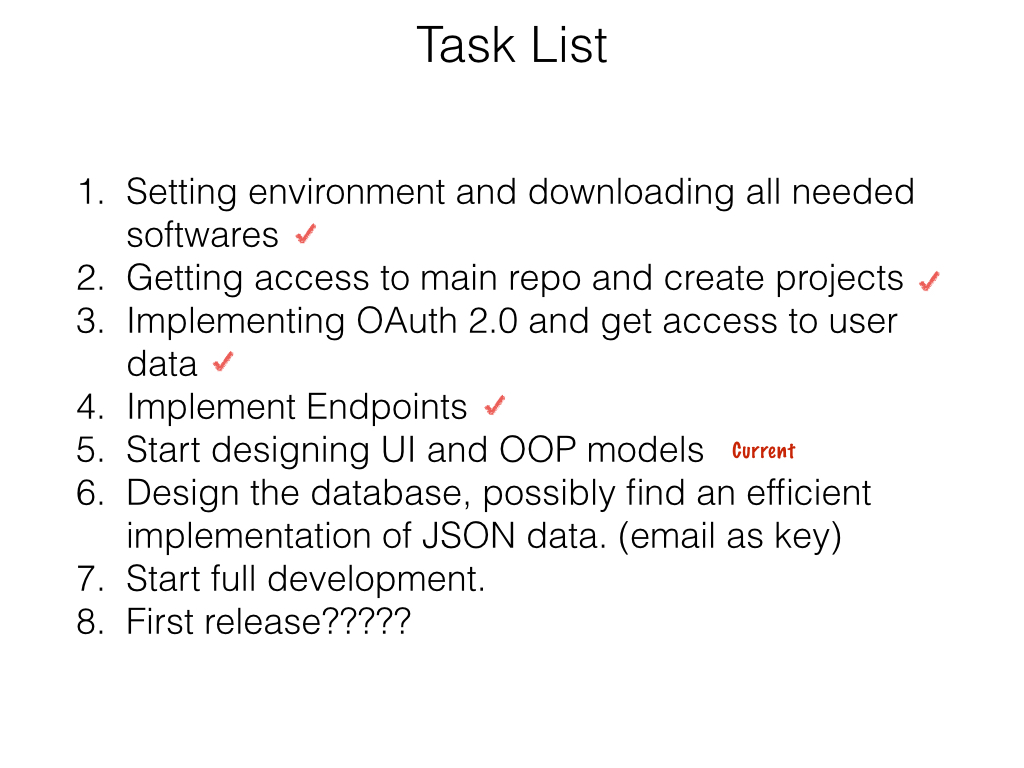 Task List
1. Setting environment and downloading all needed
softwares ✓
2. Getting access to main repo and create projects ✓
3. Implementing OAuth 2.0 and get access to user
data ✓
4. Implement Endpoints ✓
5. Start designing UI and OOP models Current
6. Design the database, possibly find an efficient
implementation of JSON data. (email as key)
7. Start full development.
8. First release?????